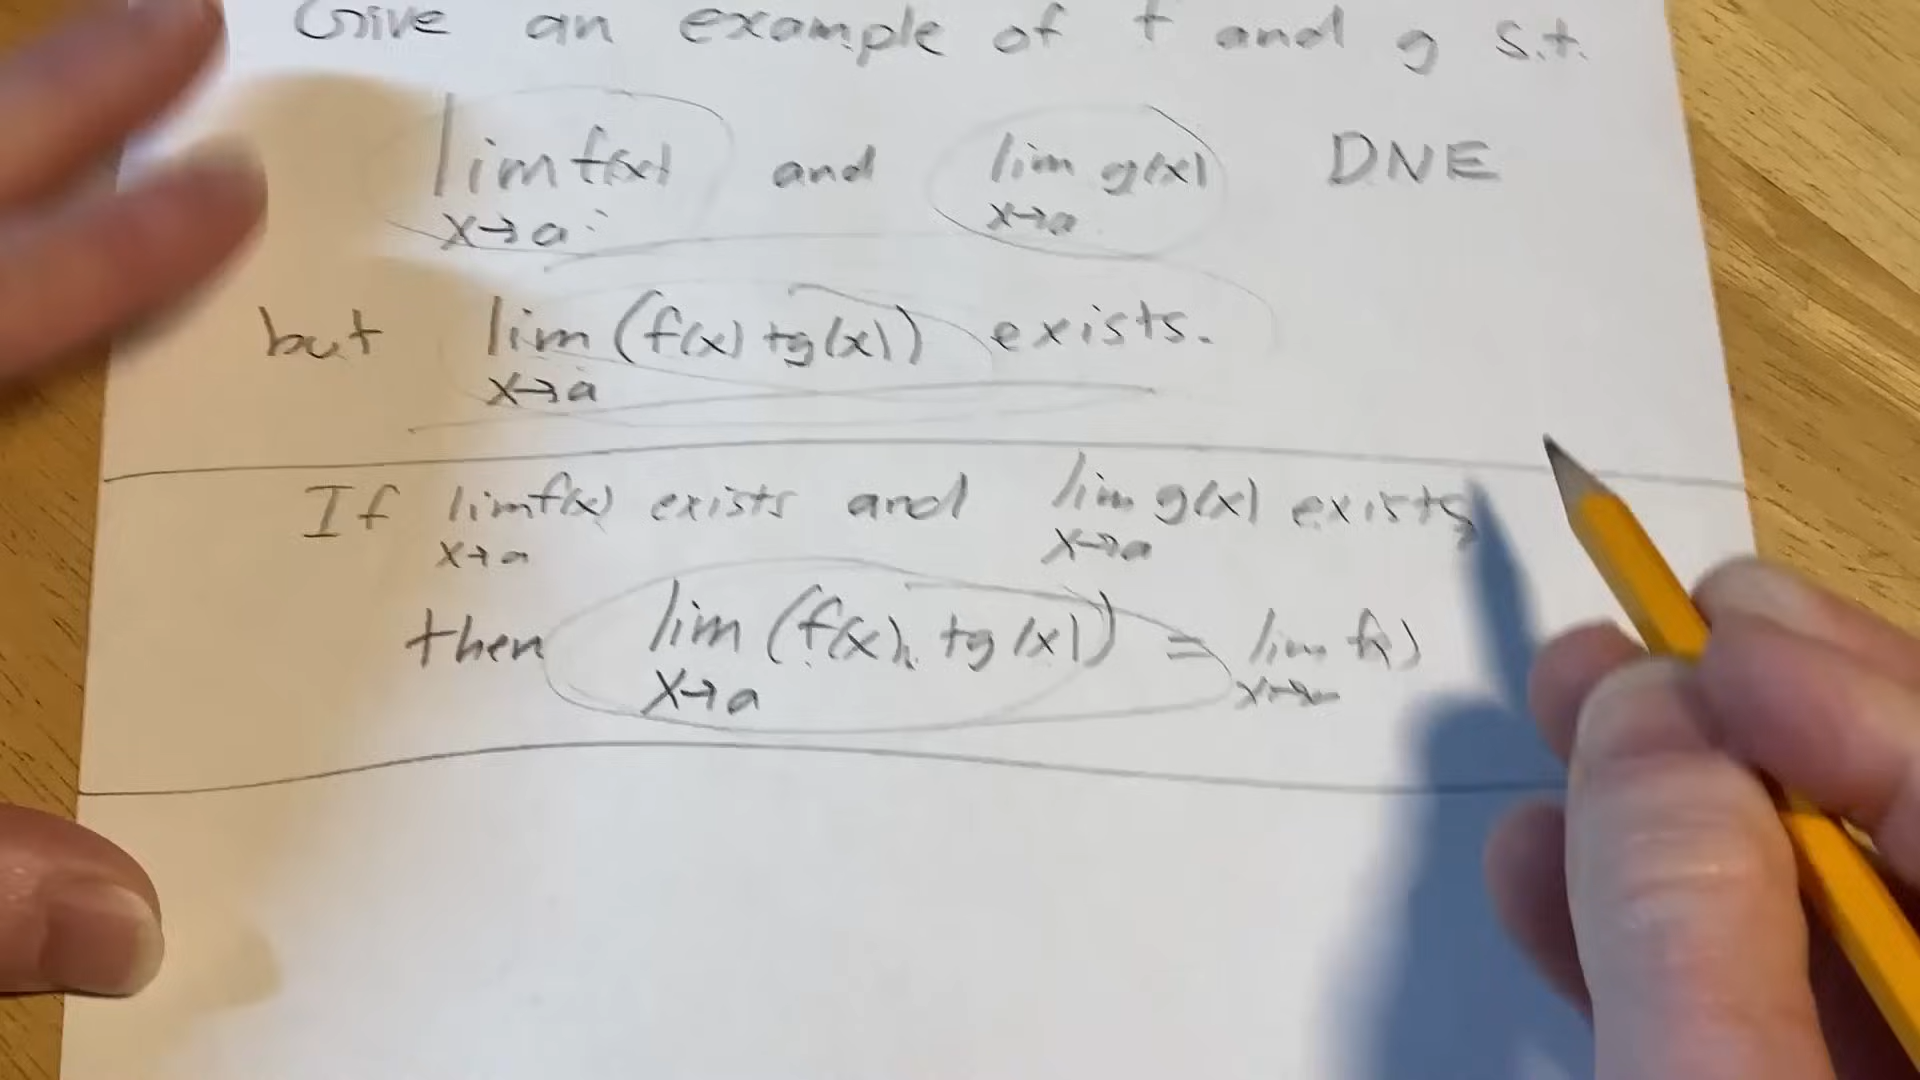 Give an example of f and g s.t.
lim f(x) and lim g(x) DNE
x→a x→a
but lim (f(x)+g(x)) exists.
x→a
If lim f(x) exists and lim g(x) exists,
x→a x→a
then lim (f(x)+g(x)) = lim f(x)
x→a x→a